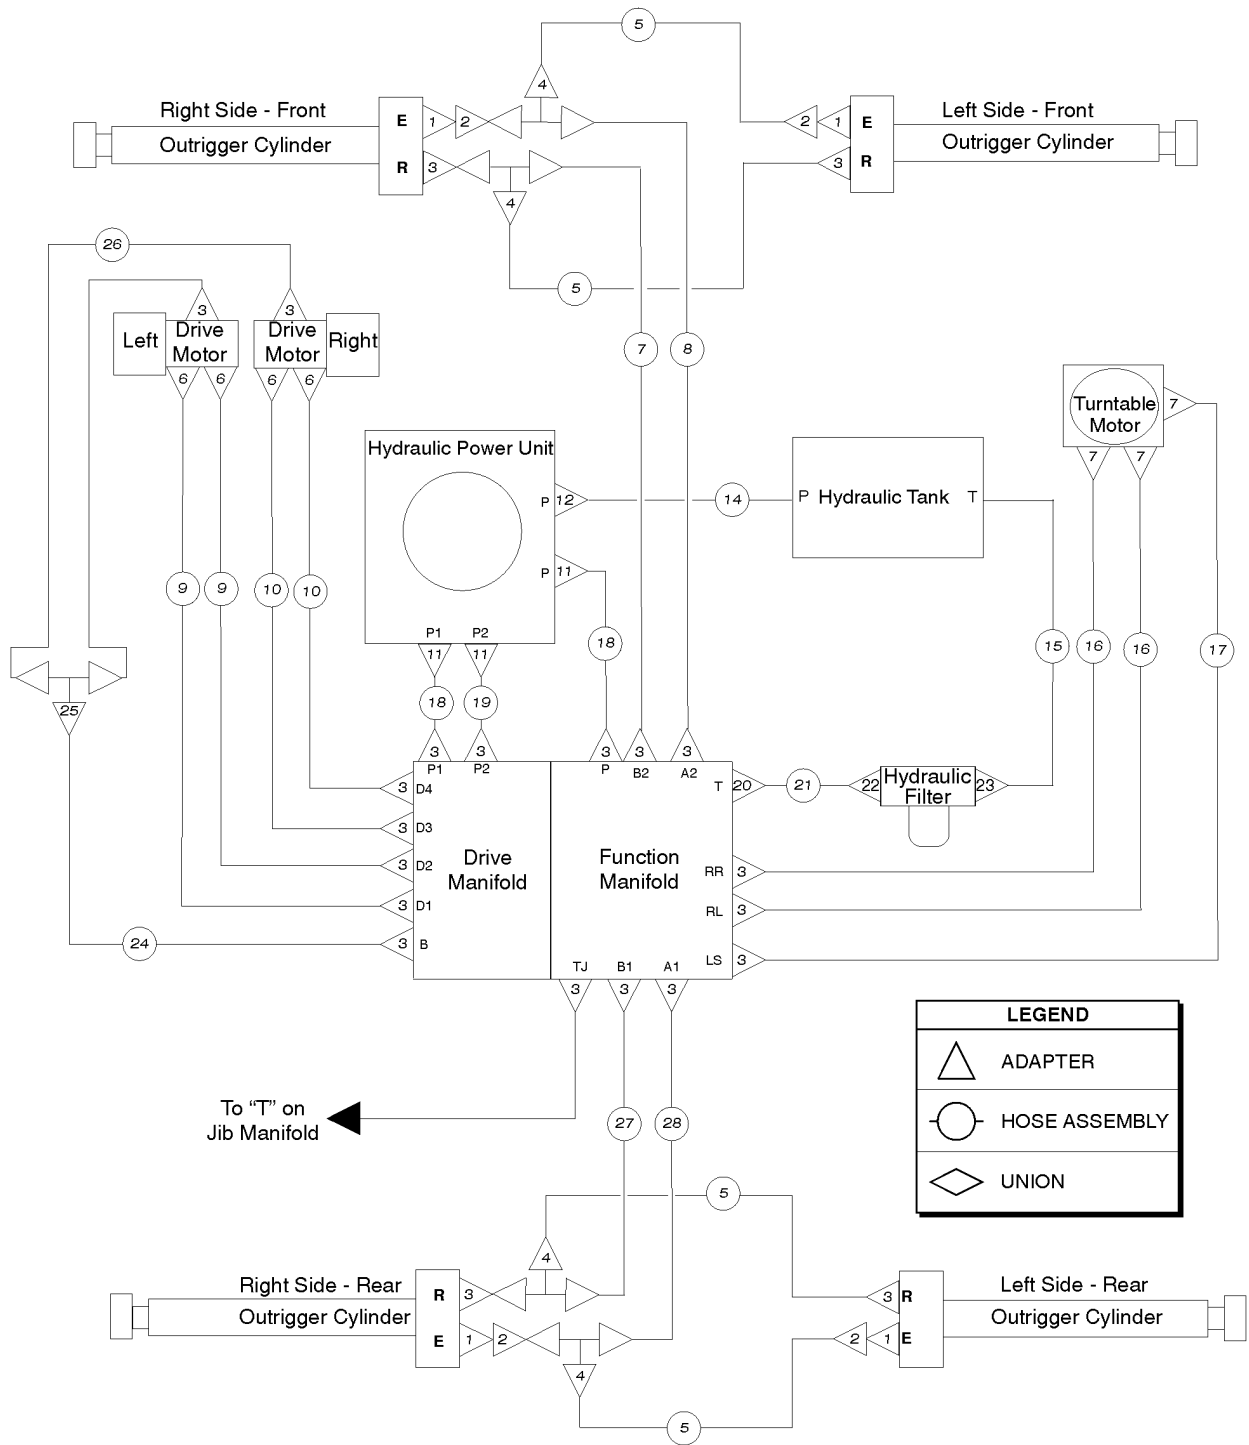 5
4
Right Side - Front
Left Side - Front
E
1
2
2
1
E
Outrigger Cylinder
Outrigger Cylinder
R
3
3
R
4
26
5
3
3
Left
Drive
Motor
Drive
Motor
Right
7
8
6
6
6
6
Turntable
Motor
7
7
7
Hydraulic Power Unit
P
12
14
P
Hydraulic Tank
T
P
11
9
9
10
10
P1
P2
18
15
16
16
17
11
11
25
18
19
3
3
3
3
3
P1
P2
P
B2
A2
3
D4
T
20
21
22
Hydraulic
Filter
23
3
D3
3
D2
Drive
Manifold
Function
Manifold
RR
3
3
D1
RL
3
24
3
B
LS
3
TJ
B1
A1
3
3
3
LEGEND
ADAPTER
HOSE ASSEMBLY
UNION
To “T” on
Jib Manifold
27
28
5
4
Right Side - Rear
Left Side - Rear
R
3
3
R
Outrigger Cylinder
Outrigger Cylinder
E
1
2
2
1
E
4
5